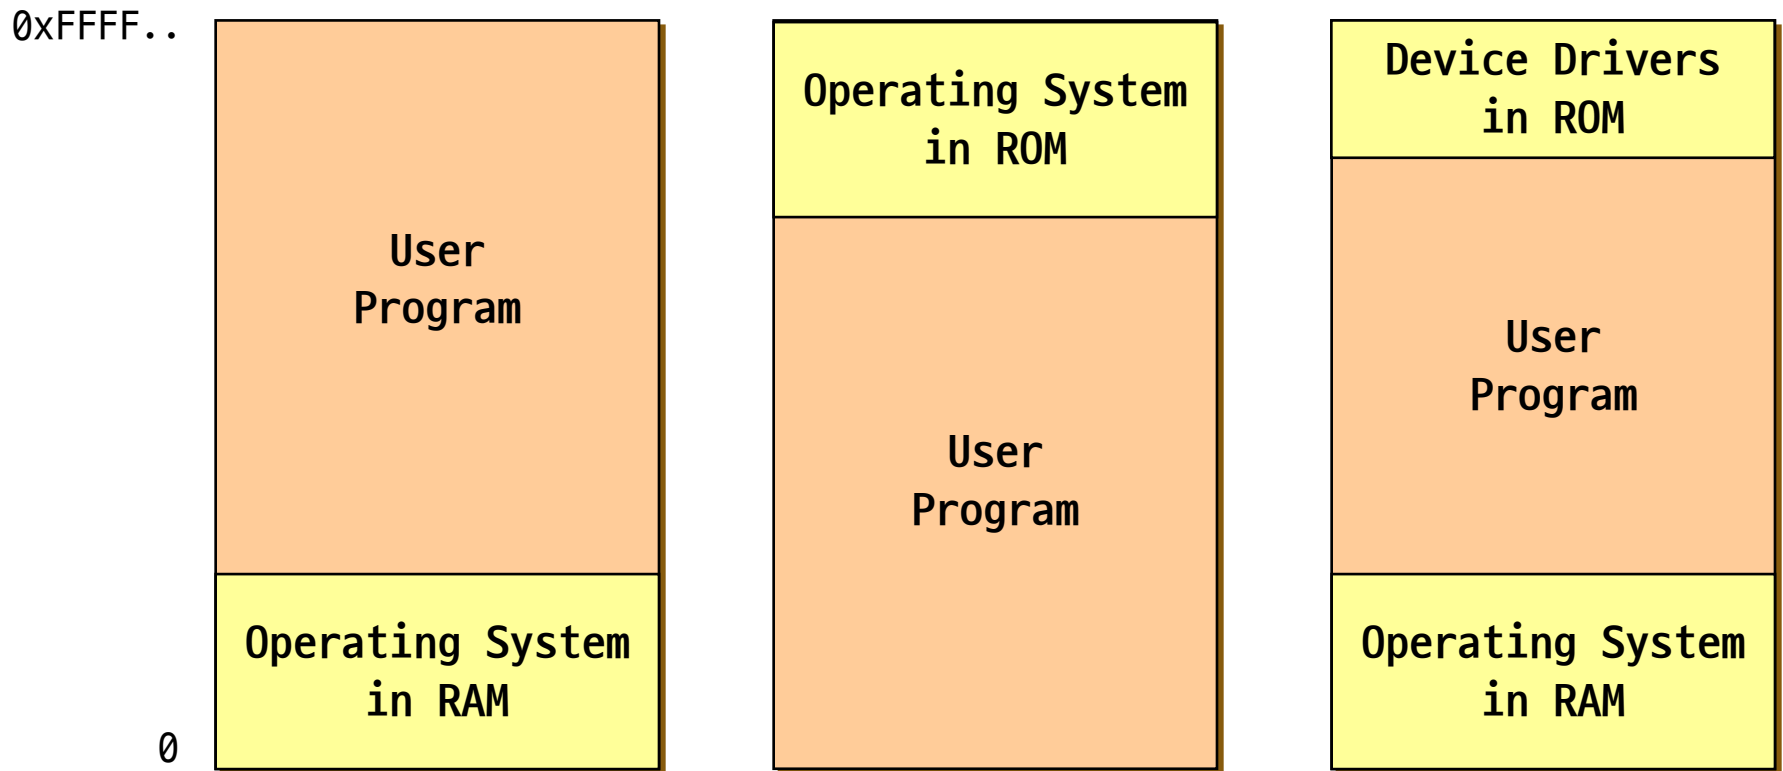 0xFFFF..
User
Program
Operating System
in RAM
0
Operating System
in ROM
User
Program
Device Drivers
in ROM
User
Program
Operating System
in RAM